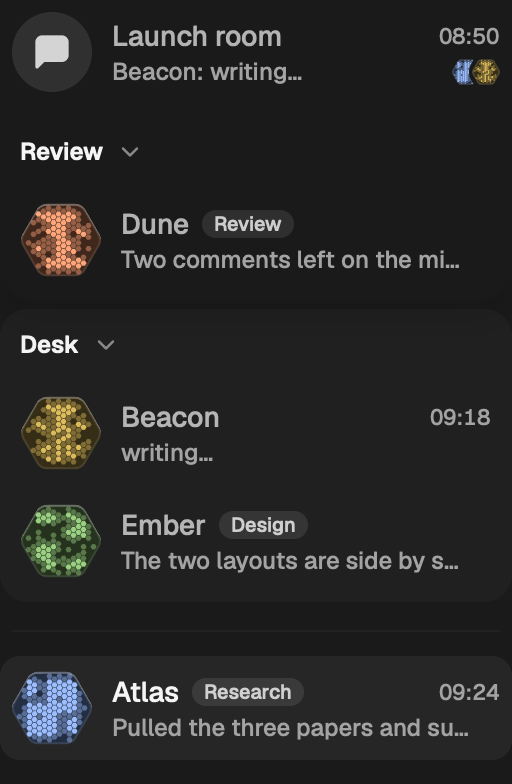 Launch room 08:50
Beacon: writing...
Review
Dune Review
Two comments left on the mi...
Desk
Beacon 09:18
writing...
Ember Design
The two layouts are side by s...
Atlas Research 09:24
Pulled the three papers and su...